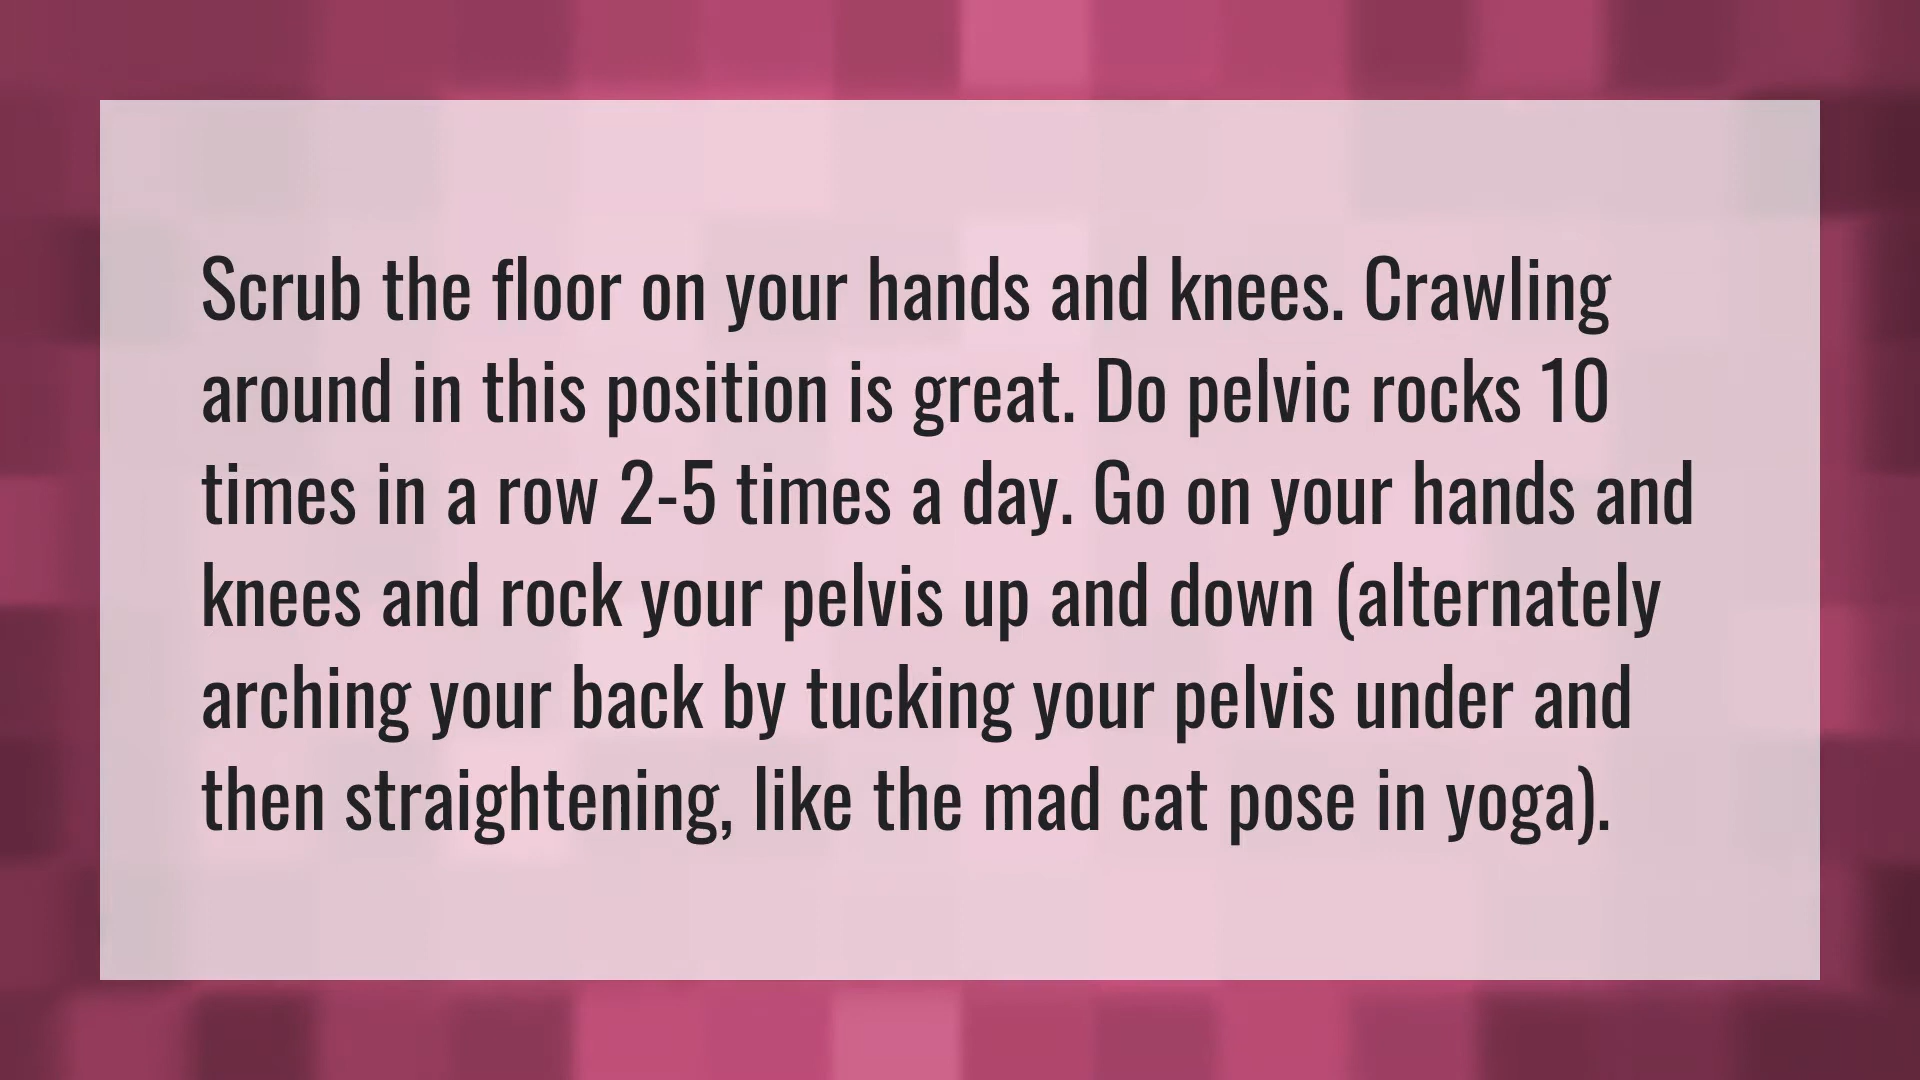 Scrub the floor on your hands and knees. Crawling
around in this position is great. Do pelvic rocks 10
times in a row 2-5 times a day. Go on your hands and
knees and rock your pelvis up and down (alternately
arching your back by tucking your pelvis under and
then straightening, like the mad cat pose in yoga).